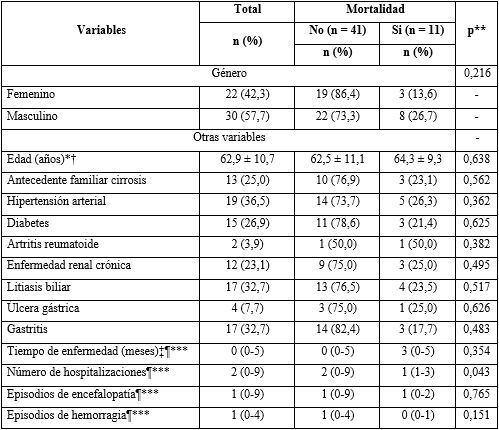 Variables Total Mortalidad p**
n (%) No (n = 41) Si (n = 11)
n (%) n (%)
Género 0,216
Femenino 22 (42,3) 19 (86,4) 3 (13,6) -
Masculino 30 (57,7) 22 (73,3) 8 (26,7) -
Otras variables -
Edad (años)*† 62,9 ± 10,7 62,5 ± 11,1 64,3 ± 9,3 0,638
Antecedente familiar cirrosis 13 (25,0) 10 (76,9) 3 (23,1) 0,562
Hipertensión arterial 19 (36,5) 14 (73,7) 5 (26,3) 0,362
Diabetes 15 (26,9) 11 (78,6) 3 (21,4) 0,625
Artritis reumatoide 2 (3,9) 1 (50,0) 1 (50,0) 0,382
Enfermedad renal crónica 12 (23,1) 9 (75,0) 3 (25,0) 0,495
Litiasis biliar 17 (32,7) 13 (76,5) 4 (23,5) 0,517
Ulcera gástrica 4 (7,7) 3 (75,0) 1 (25,0) 0,626
Gastritis 17 (32,7) 14 (82,4) 3 (17,7) 0,483
Tiempo de enfermedad (meses)‡¶*** 0 (0-5) 0 (0-5) 3 (0-5) 0,354
Número de hospitalizaciones¶*** 2 (0-9) 2 (0-9) 1 (1-3) 0,043
Episodios de encefalopatía¶*** 1 (0-9) 1 (0-9) 1 (0-2) 0,765
Episodios de hemorragia¶*** 1 (0-4) 1 (0-4) 0 (0-1) 0,151